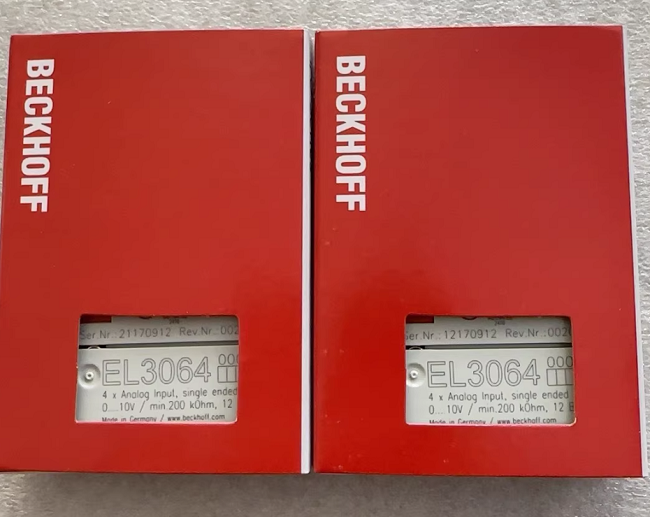 BECKHOFF
Ser.Nr.: 21170912 Rev.Nr.:002
EL3064
4 x Analog Input, single ended
0...10V / min.200 kOhm, 12
Made in Germany / www.beckhoff.com
BECKHOFF
Ser.Nr.: 12170912 Rev.Nr.:002
EL3064
4 x Analog Input, single ended
0...10V / min.200 kOhm, 12 B
Made in Germany / www.beckhoff.com